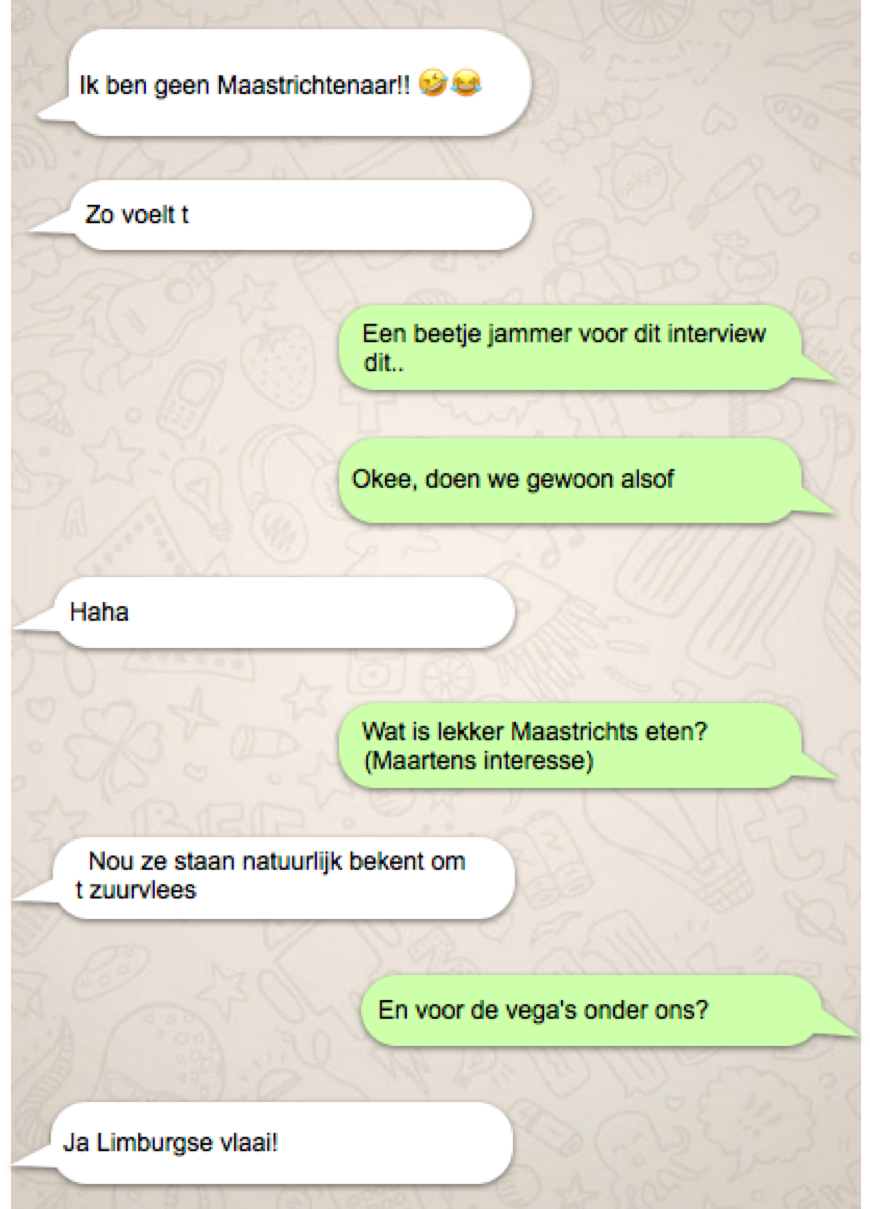 Ik ben geen Maastrichtenaar!! 🤣😂
Zo voelt t
Een beetje jammer voor dit interview
dit..
Okee, doen we gewoon alsof
Haha
Wat is lekker Maastrichts eten?
(Maartens interesse)
Nou ze staan natuurlijk bekent om
t zuurvlees
En voor de vega's onder ons?
Ja Limburgse vlaai!